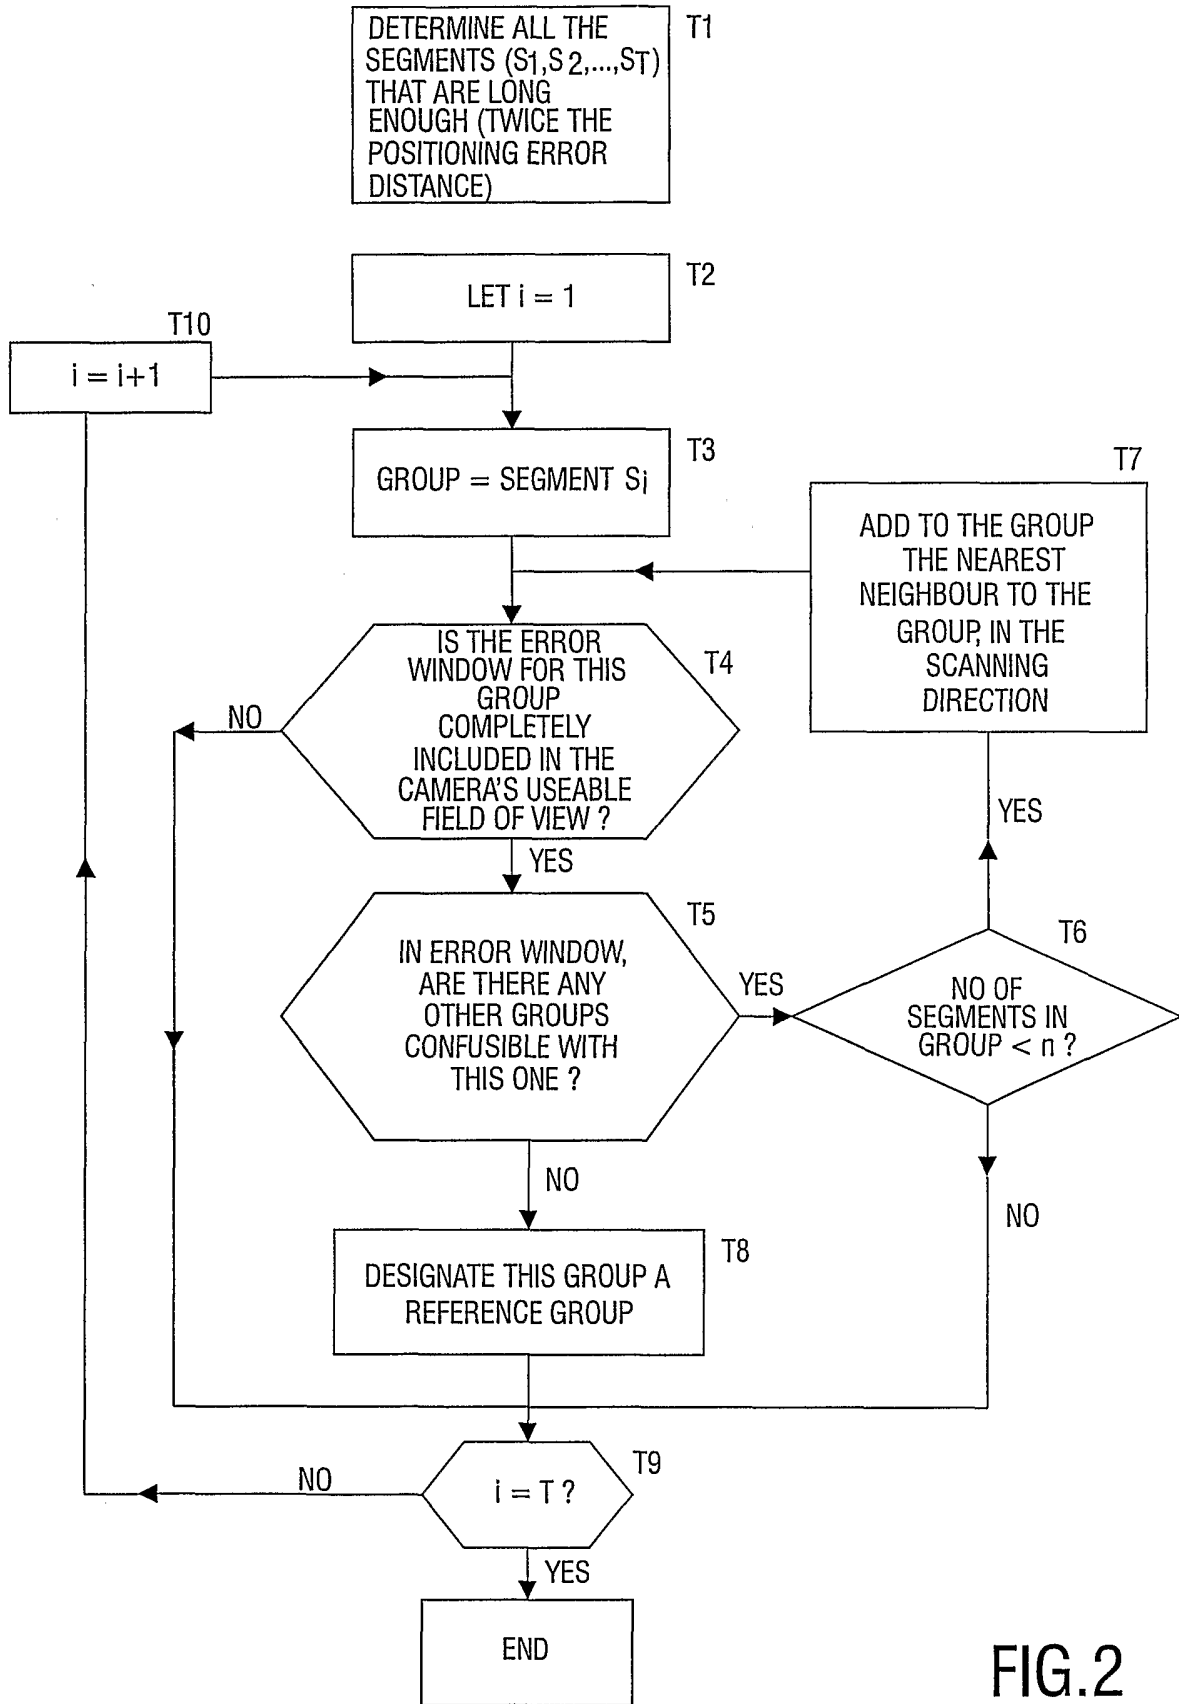 DETERMINE ALL THE
SEGMENTS (S1,S2,...,ST)
THAT ARE LONG
ENOUGH (TWICE THE
POSITIONING ERROR
DISTANCE)
T1
LET i = 1
T2
T10
i = i+1
GROUP = SEGMENT Si
T3
T7
ADD TO THE GROUP
THE NEAREST
NEIGHBOUR TO THE
GROUP, IN THE
SCANNING
DIRECTION
IS THE ERROR
WINDOW FOR THIS
GROUP
COMPLETELY
INCLUDED IN THE
CAMERA'S USEABLE
FIELD OF VIEW ?
T4
NO
YES
YES
IN ERROR WINDOW,
ARE THERE ANY
OTHER GROUPS
CONFUSIBLE WITH
THIS ONE ?
T5
YES
T6
NO OF
SEGMENTS IN
GROUP < n ?
NO
NO
DESIGNATE THIS GROUP A
REFERENCE GROUP
T8
i = T ?
T9
NO
YES
END
FIG.2